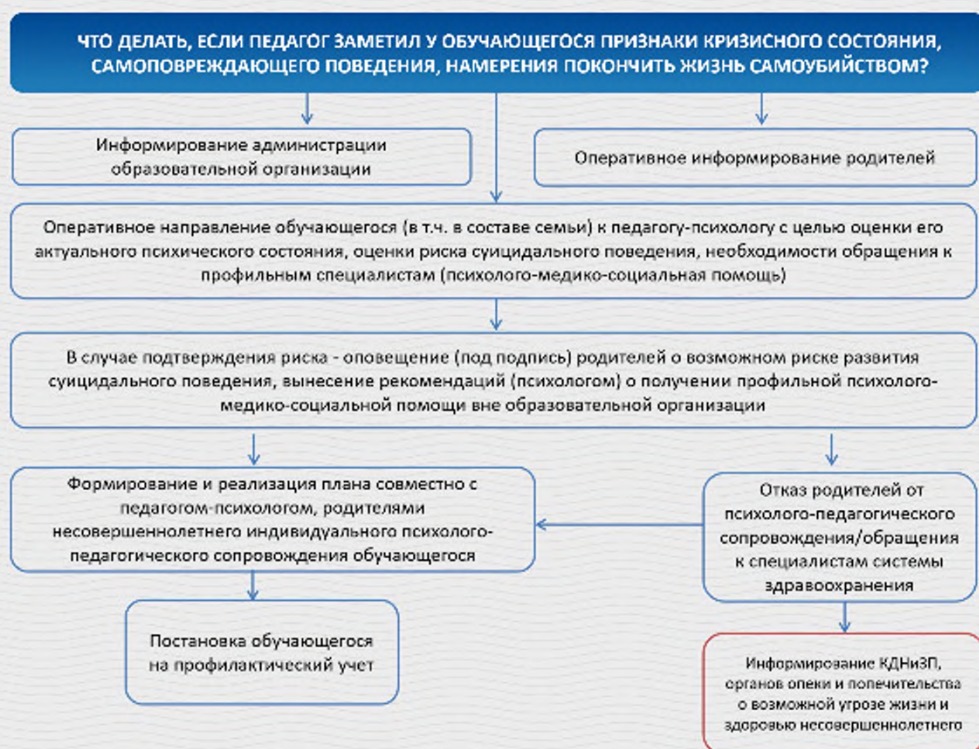 ЧТО ДЕЛАТЬ, ЕСЛИ ПЕДАГОГ ЗАМЕТИЛ У ОБУЧАЮЩЕГОСЯ ПРИЗНАКИ КРИЗИСНОГО СОСТОЯНИЯ,
САМОПОВРЕЖДАЮЩЕГО ПОВЕДЕНИЯ, НАМЕРЕНИЯ ПОКОНЧИТЬ ЖИЗНЬ САМОУБИЙСТВОМ?
Информирование администрации
образовательной организации
Оперативное информирование родителей
Оперативное направление обучающегося (в т.ч. в составе семьи) к педагогу-психологу с целью оценки его
актуального психического состояния, оценки риска суицидального поведения, необходимости обращения к
профильным специалистам (психолого-медико-социальная помощь)
В случае подтверждения риска - оповещение (под подпись) родителей о возможном риске развития
суицидального поведения, вынесение рекомендаций (психологом) о получении профильной психолого-
медико-социальной помощи вне образовательной организации
Формирование и реализация плана совместно с
педагогом-психологом, родителями
несовершеннолетнего индивидуального психолого-
педагогического сопровождения обучающегося
Отказ родителей от
психолого-педагогического
сопровождения/обращения
к специалистам системы
здравоохранения
Постановка обучающегося
на профилактический учет
Информирование КДНиЗП,
органов опеки и попечительства
о возможной угрозе жизни и
здоровью несовершеннолетнего